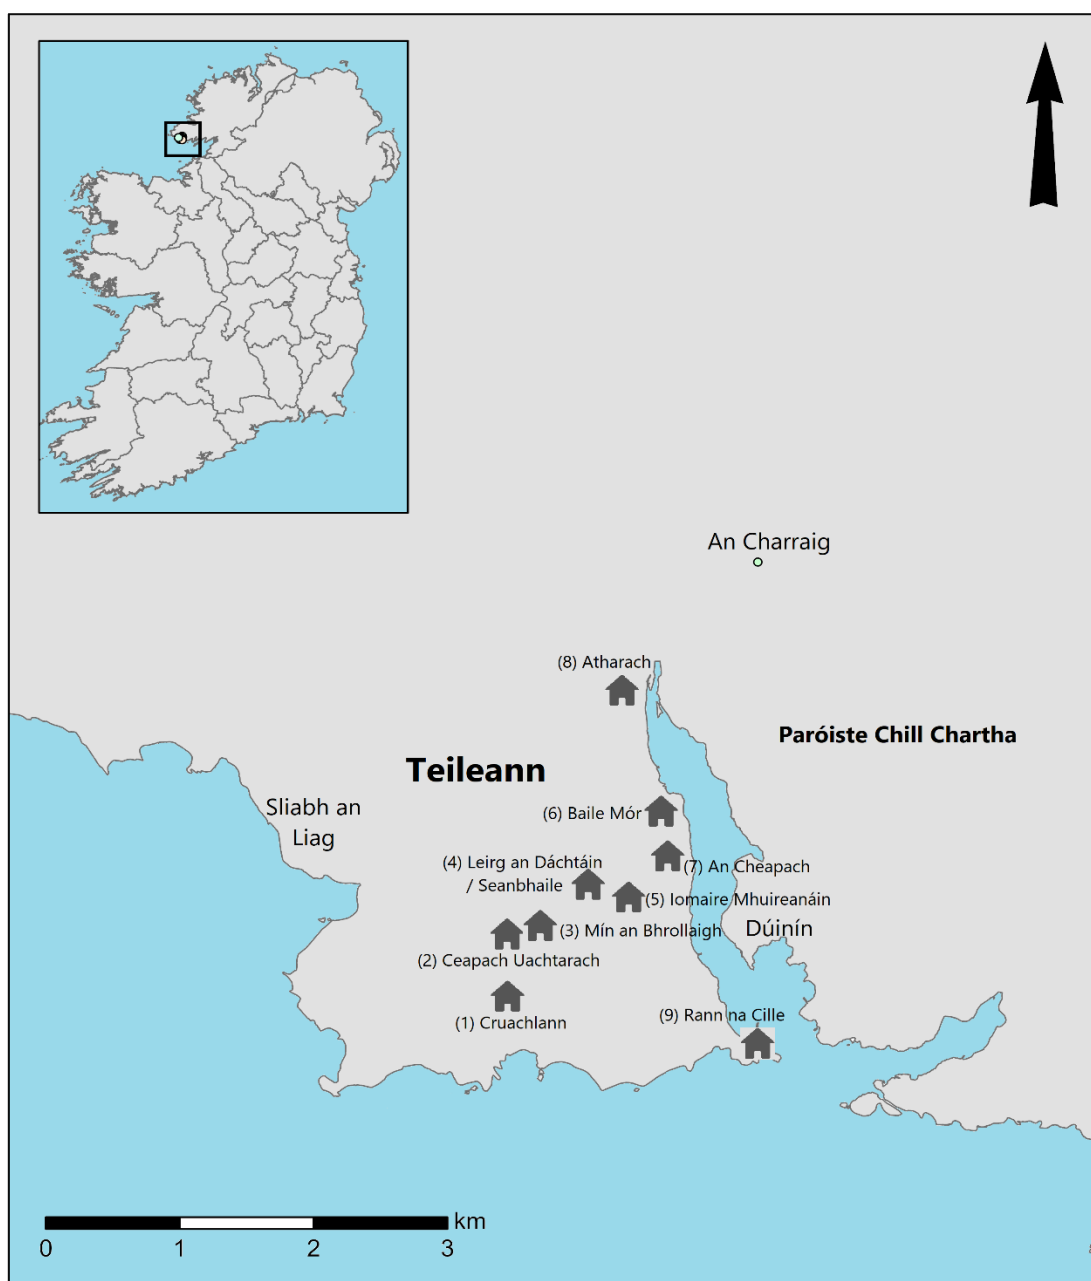 An Charraig
(8) Atharach
Paróiste Chill Chartha
Teileann
Sliabh an
Liag
(6) Baile Mór
(4) Leirg an Dáchtáin
/ Seanbhaile
(7) An Cheapach
(5) Iomaire Mhuireanáin
(3) Mín an Bhrollaigh
Dúinín
(2) Ceapach Uachtarach
(1) Cruachlann
(9) Rann na Cille
km
0 1 2 3